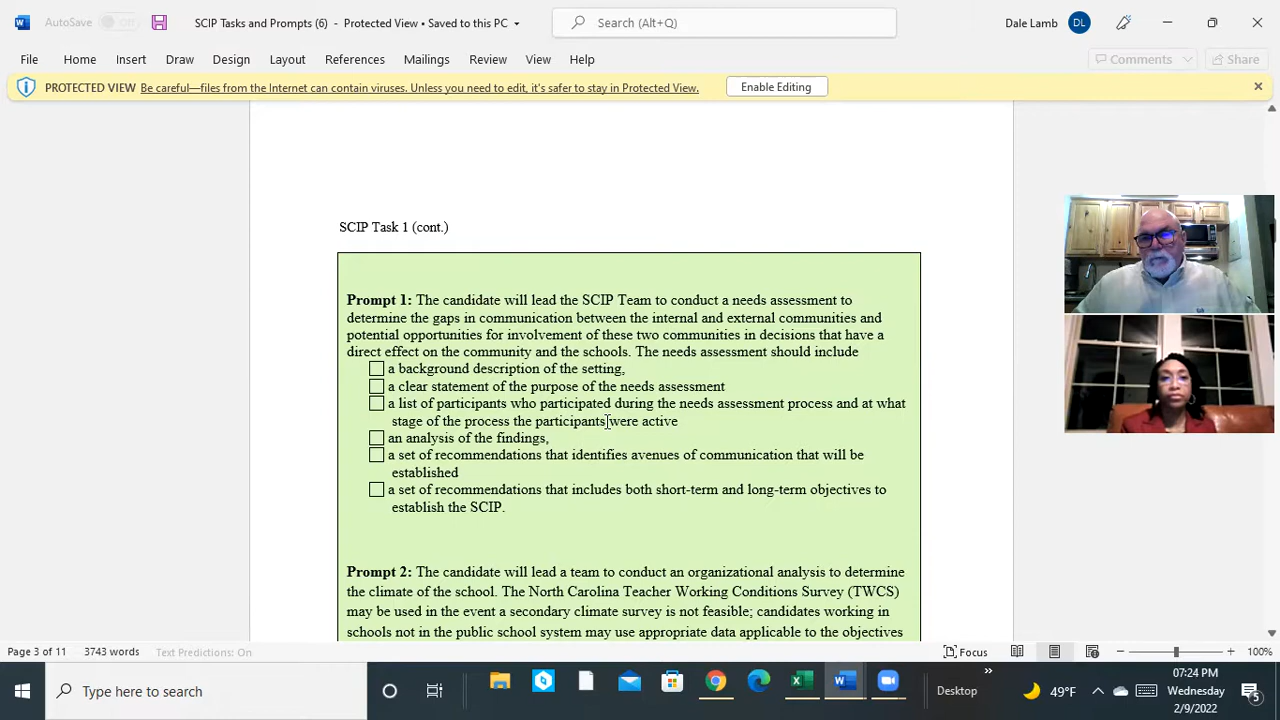 AutoSave Off SCIP Tasks and Prompts (6) - Protected View • Saved to this PC Search (Alt+Q) Dale Lamb DL
File Home Insert Draw Design Layout References Mailings Review View Help Comments Share
PROTECTED VIEW Be careful—files from the Internet can contain viruses. Unless you need to edit, it's safer to stay in Protected View. Enable Editing
SCIP Task 1 (cont.)
Prompt 1: The candidate will lead the SCIP Team to conduct a needs assessment to
determine the gaps in communication between the internal and external communities and
potential opportunities for involvement of these two communities in decisions that have a
direct effect on the community and the schools. The needs assessment should include
a background description of the setting,
a clear statement of the purpose of the needs assessment
a list of participants who participated during the needs assessment process and at what
stage of the process the participants were active
an analysis of the findings,
a set of recommendations that identifies avenues of communication that will be
established
a set of recommendations that includes both short-term and long-term objectives to
establish the SCIP.
Prompt 2: The candidate will lead a team to conduct an organizational analysis to determine
the climate of the school. The North Carolina Teacher Working Conditions Survey (TWCS)
may be used in the event a secondary climate survey is not feasible; candidates working in
schools not in the public school system may use appropriate data applicable to the objectives
Page 3 of 11 3743 words Text Predictions: On Focus 100%
Type here to search Desktop 49°F 07:24 PM
Wednesday
2/9/2022 5